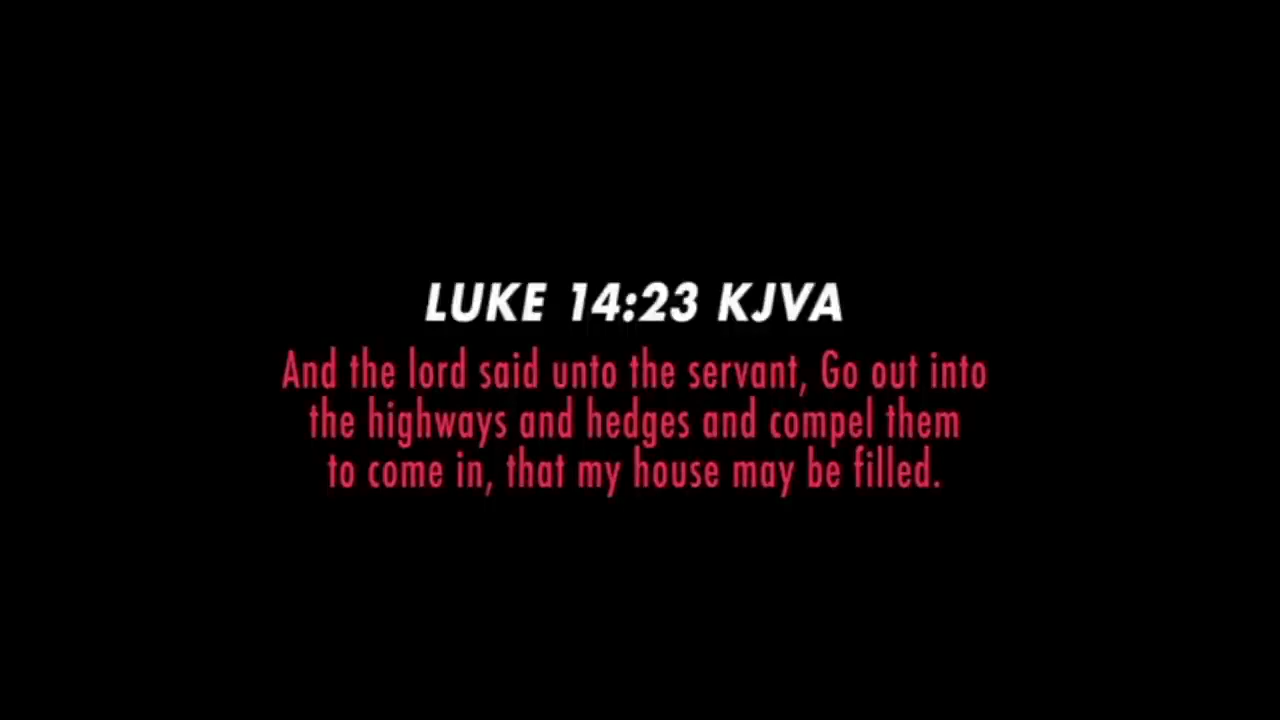 LUKE 14:23 KJVA
And the lord said unto the servant, Go out into
the highways and hedges and compel them
to come in, that my house may be filled.